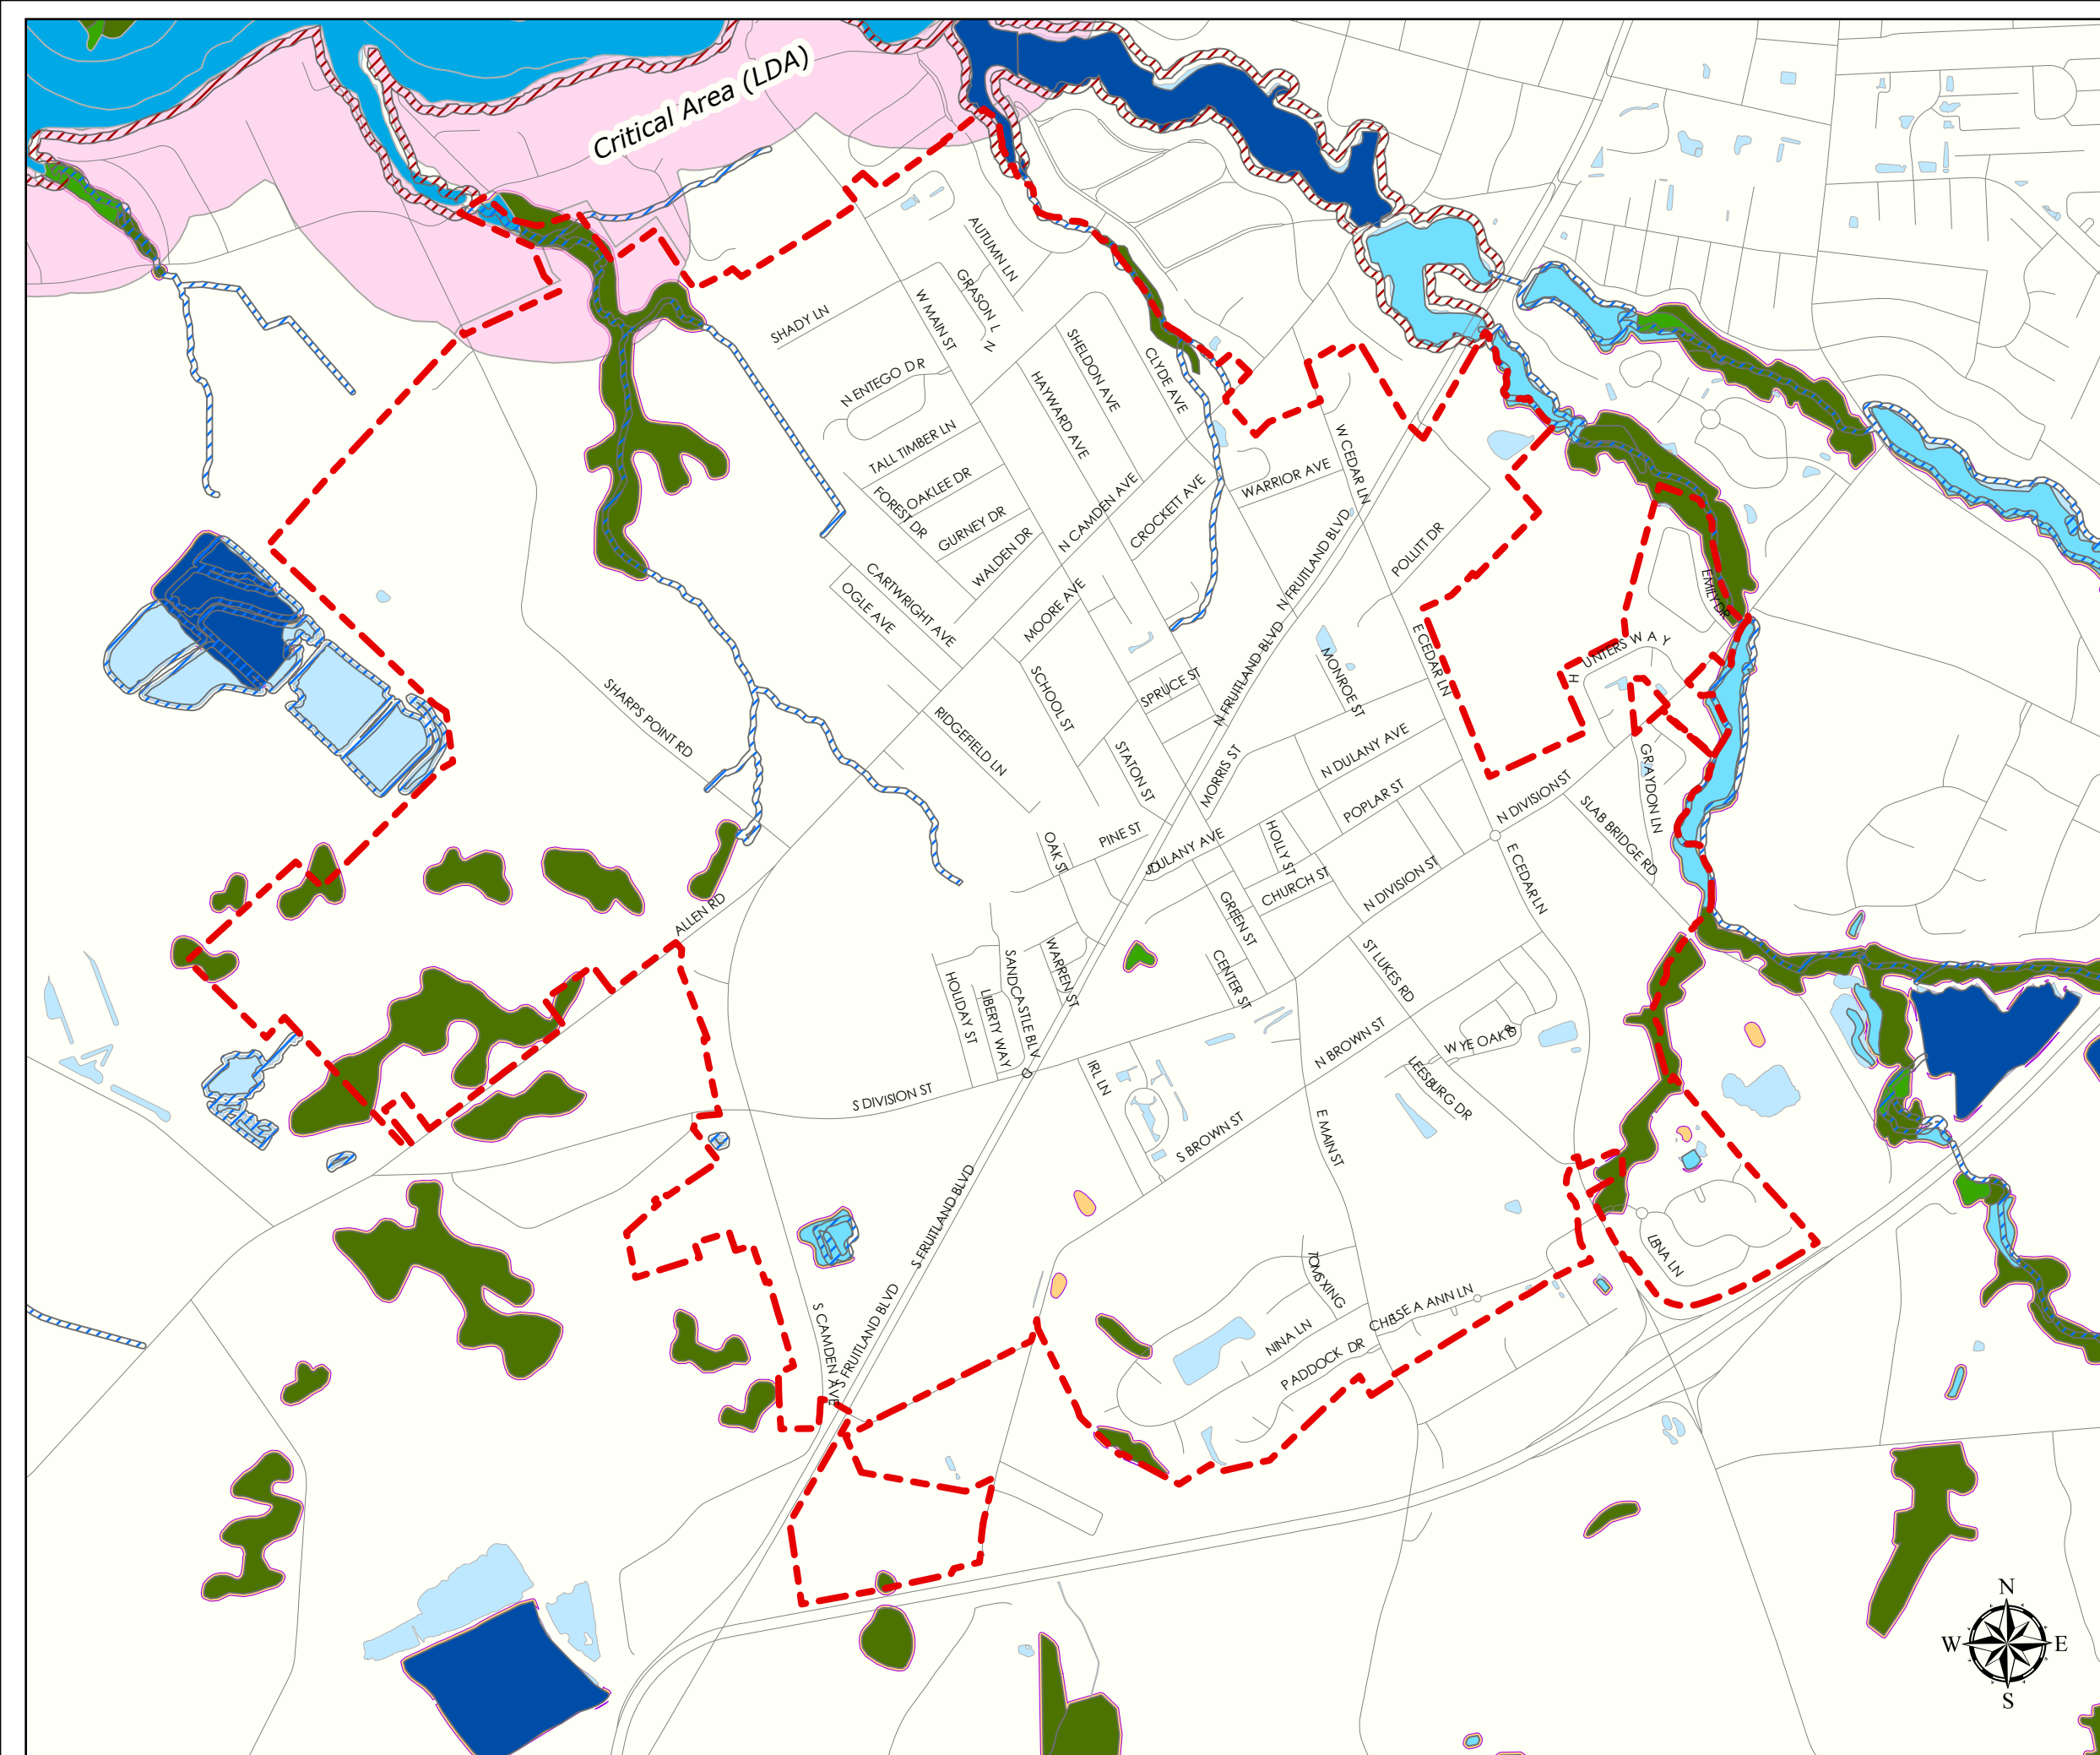 Critical Area (LDA)
AUTUMN LN
GRASON LN
SHADY LN
W MAIN ST
SHELDON AVE
CLYDE AVE
N ENTEGO DR
HAYWARD AVE
TALL TIMBER LN
W CEDAR LN
OAKLEE DR
FOREST DR
WARRIOR AVE
N CAMDEN AVE
CROCKETT AVE
GURNEY DR
WALDEN DR
N FRUITLAND BLVD
POLLITT DR
CARTWRIGHT AVE
OGLE AVE
MOORE AVE
EMILY DR
N FRUITLAND BLVD
E CEDAR LN
HUNTERS WAY
MONROE ST
SCHOOL ST
SPRUCE ST
SHARPS POINT RD
RIDGEFIELD LN
N DULANY AVE
STATON ST
MORRIS ST
GRAYDON LN
POPLAR ST
N DIVISION ST
SLAB BRIDGE RD
PINE ST
OAK ST
HOLLY ST
DULANY AVE
E CEDAR LN
CHURCH ST
N DIVISION ST
ALLEN RD
GREEN ST
WARREN ST
SANDCASTLE BLVD
HOLIDAY ST
LIBERTY WAY
CENTER ST
ST LUKES RD
N BROWN ST
WYE OAK DR
LEESBURG DR
IRL LN
S DIVISION ST
S BROWN ST
E MAIN ST
S FRUITLAND BLVD
LENA LN
TOMS XING
CHASE A ANN LN
NINA LN
PADDOCK DR
S CAMDEN AVE
S FRUITLAND BLVD
N
W E
S